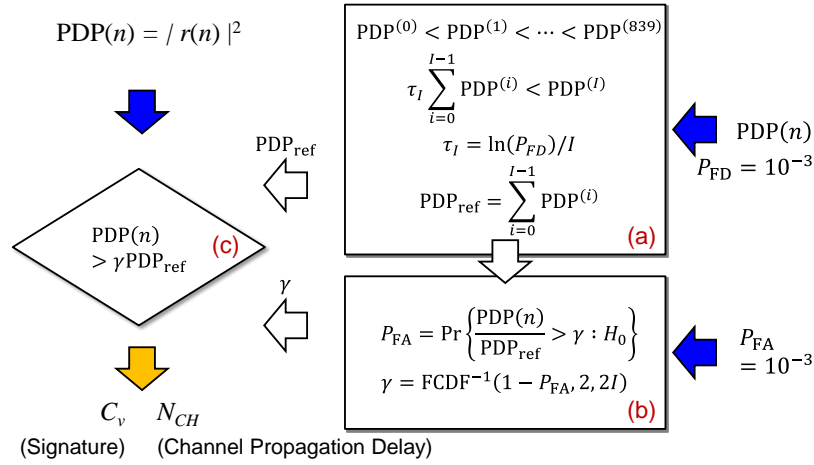 PDP(n) = | r(n) |²
PDP⁽⁰⁾ < PDP⁽¹⁾ < ⋯ < PDP⁽⁸³⁹⁾
τ_I ∑_{i=0}^{I−1} PDP⁽ⁱ⁾ < PDP⁽ᴵ⁾
τ_I = ln(P_FD)/I
PDP_ref = ∑_{i=0}^{I−1} PDP⁽ⁱ⁾
(a)
PDP(n)
P_FD = 10⁻³
PDP_ref
PDP(n)
> γPDP_ref
(c)
γ
P_FA = Pr{PDP(n)/PDP_ref > γ : H₀}
γ = FCDF⁻¹(1 − P_FA, 2, 2I)
(b)
P_FA
= 10⁻³
C_v N_CH
(Signature) (Channel Propagation Delay)